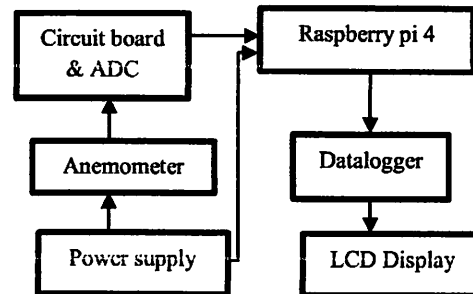 Circuit board
& ADC
Raspberry pi 4
Anemometer
Datalogger
Power supply
LCD Display